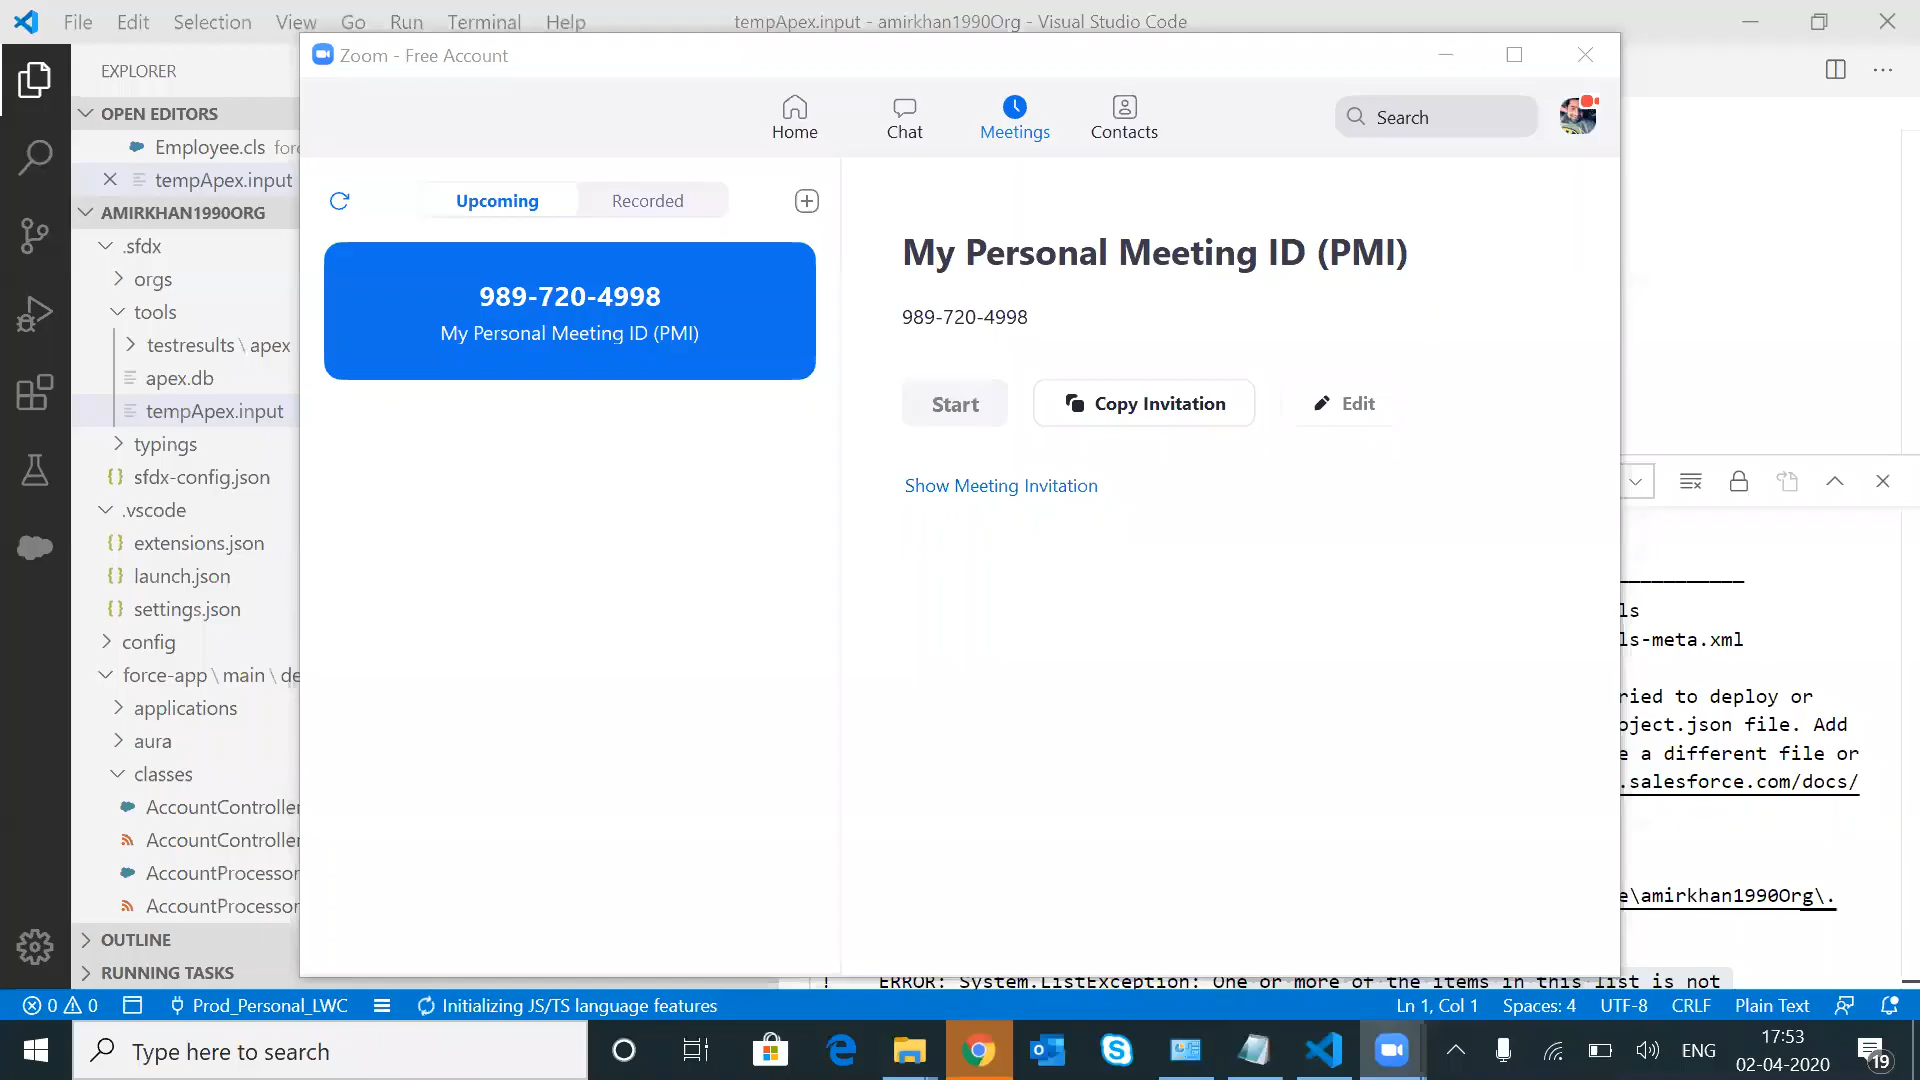 File Edit Selection View Go Run Terminal Help
tempApex.input - amirkhan1990Org - Visual Studio Code
EXPLORER
OPEN EDITORS
Employee.cls
tempApex.input
AMIRKHAN1990ORG
.sfdx
orgs
tools
testresults \ apex
apex.db
tempApex.input
typings
sfdx-config.json
.vscode
extensions.json
launch.json
settings.json
config
force-app \ main \ de
applications
aura
classes
AccountController
AccountController
AccountProcessor
AccountProcessor
OUTLINE
RUNNING TASKS
Zoom - Free Account
Home
Chat
Meetings
Contacts
Search
Upcoming
Recorded
989-720-4998
My Personal Meeting ID (PMI)
My Personal Meeting ID (PMI)
989-720-4998
Start
Copy Invitation
Edit
Show Meeting Invitation
ls
ls-meta.xml
ried to deploy or
oject.json file. Add
e a different file or
.salesforce.com/docs/
e\amirkhan1990Org\.
ERROR: System.ListException: One or more of the items in this list is not
0 0 Prod_Personal_LWC Initializing JS/TS language features
Ln 1, Col 1 Spaces: 4 UTF-8 CRLF Plain Text
Type here to search
ENG
17:53
02-04-2020
19